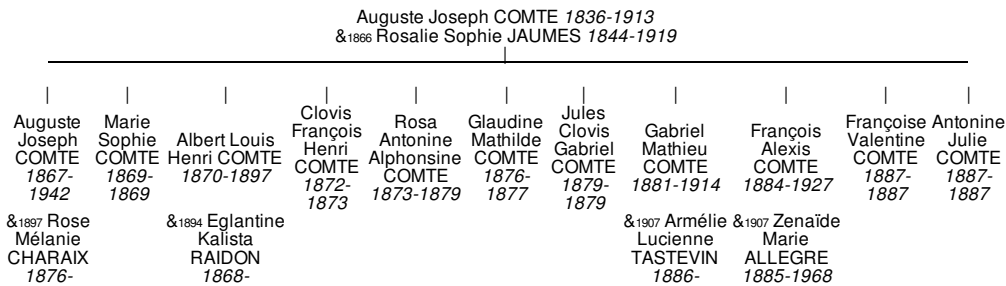 Auguste Joseph COMTE 1836-1913
&1866 Rosalie Sophie JAUMES 1844-1919
Auguste
Joseph
COMTE
1867-
1942
&1897 Rose
Mélanie
CHARAIX
1876-
Marie
Sophie
COMTE
1869-
1869
Albert Louis
Henri COMTE
1870-1897
&1894 Eglantine
Kalista
RAIDON
1868-
Clovis
François
Henri
COMTE
1872-
1873
Rosa
Antonine
Alphonsine
COMTE
1873-1879
Glaudine
Mathilde
COMTE
1876-
1877
Jules
Clovis
Gabriel
COMTE
1879-
1879
Gabriel
Mathieu
COMTE
1881-1914
&1907 Armélie
Lucienne
TASTEVIN
1886-
François
Alexis
COMTE
1884-1927
&1907 Zenaïde
Marie
ALLEGRE
1885-1968
Françoise
Valentine
COMTE
1887-
1887
Antonine
Julie
COMTE
1887-
1887